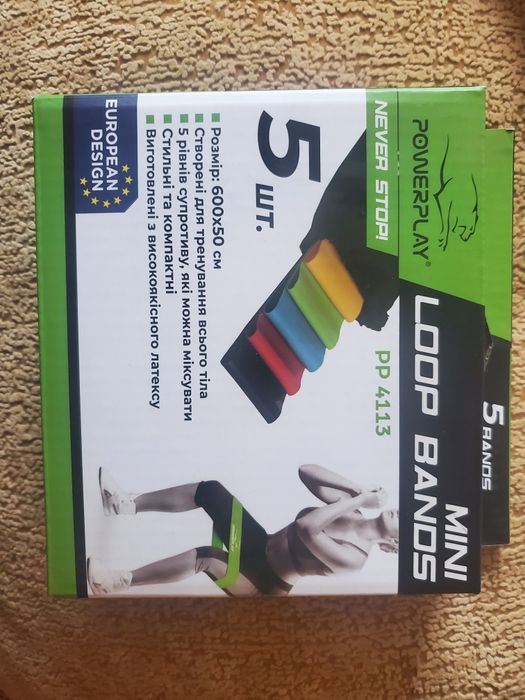 POWERPLAY®
NEVER STOP!
MINI
LOOP BANDS
PP 4113
5 шт.
Розмір: 600х50 см
Створені для тренування всього тіла
5 рівнів супротиву, які можна міксувати
Стильні та компактні
Виготовлені з високоякісного латексу
EUROPEAN
DESIGN
5 BANDS